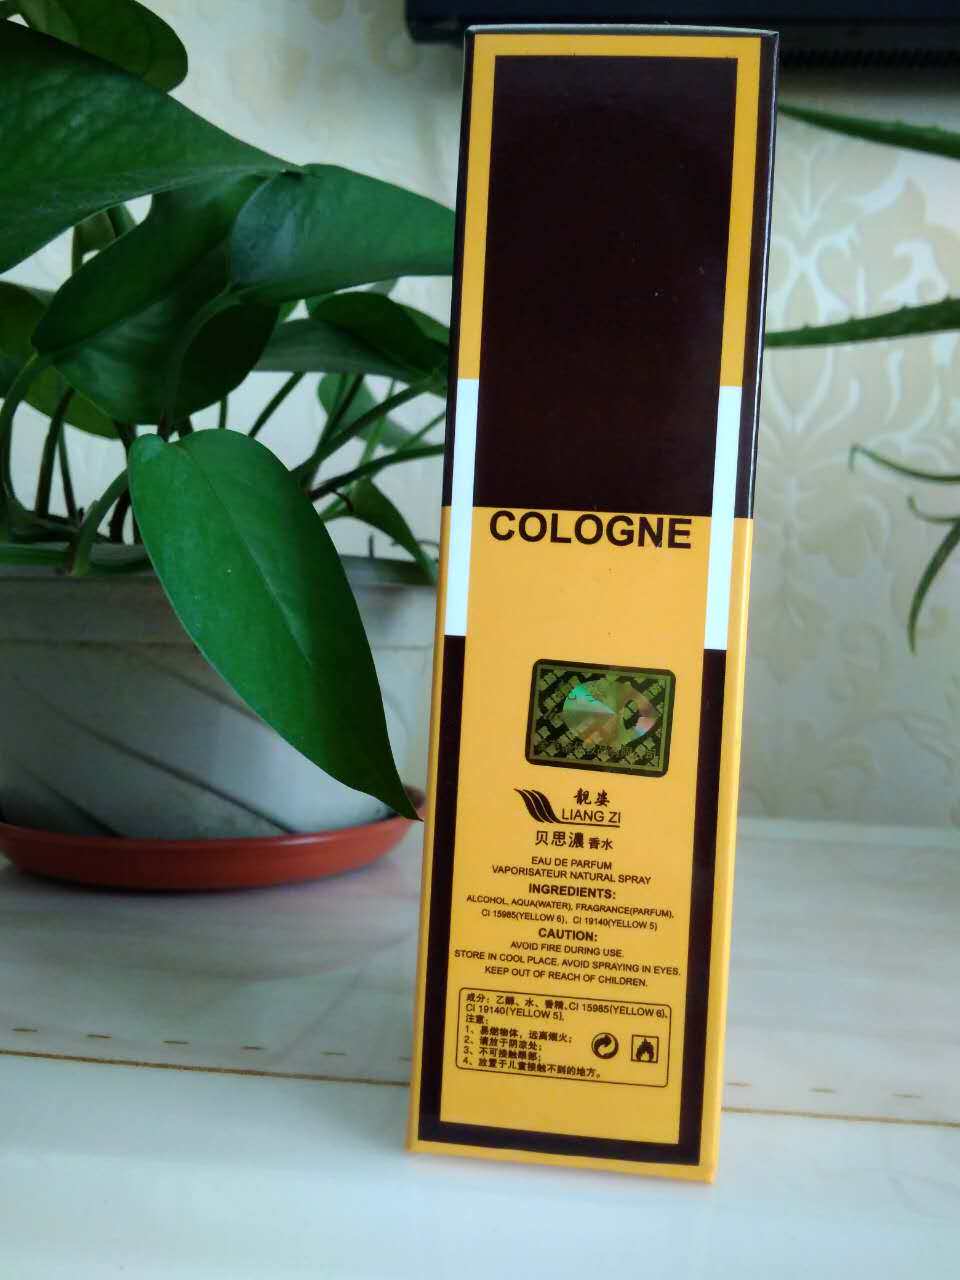 COLOGNE
靓姿
LIANG ZI
贝思濃 香水
EAU DE PARFUM
VAPORISATEUR NATURAL SPRAY
INGREDIENTS:
ALCOHOL, AQUA(WATER), FRAGRANCE(PARFUM),
CI 15985(YELLOW 6)、CI 19140(YELLOW 5)
CAUTION:
AVOID FIRE DURING USE.
STORE IN COOL PLACE. AVOID SPRAYING IN EYES.
KEEP OUT OF REACH OF CHILDREN.
成分：乙醇、水、香精、CI 15985(YELLOW 6)、
CI 19140(YELLOW 5)。
注意：
1、易燃物体，远离烟火；
2、请放于阴凉处；
3、不可接触眼部；
4、放置于儿童接触不到的地方。